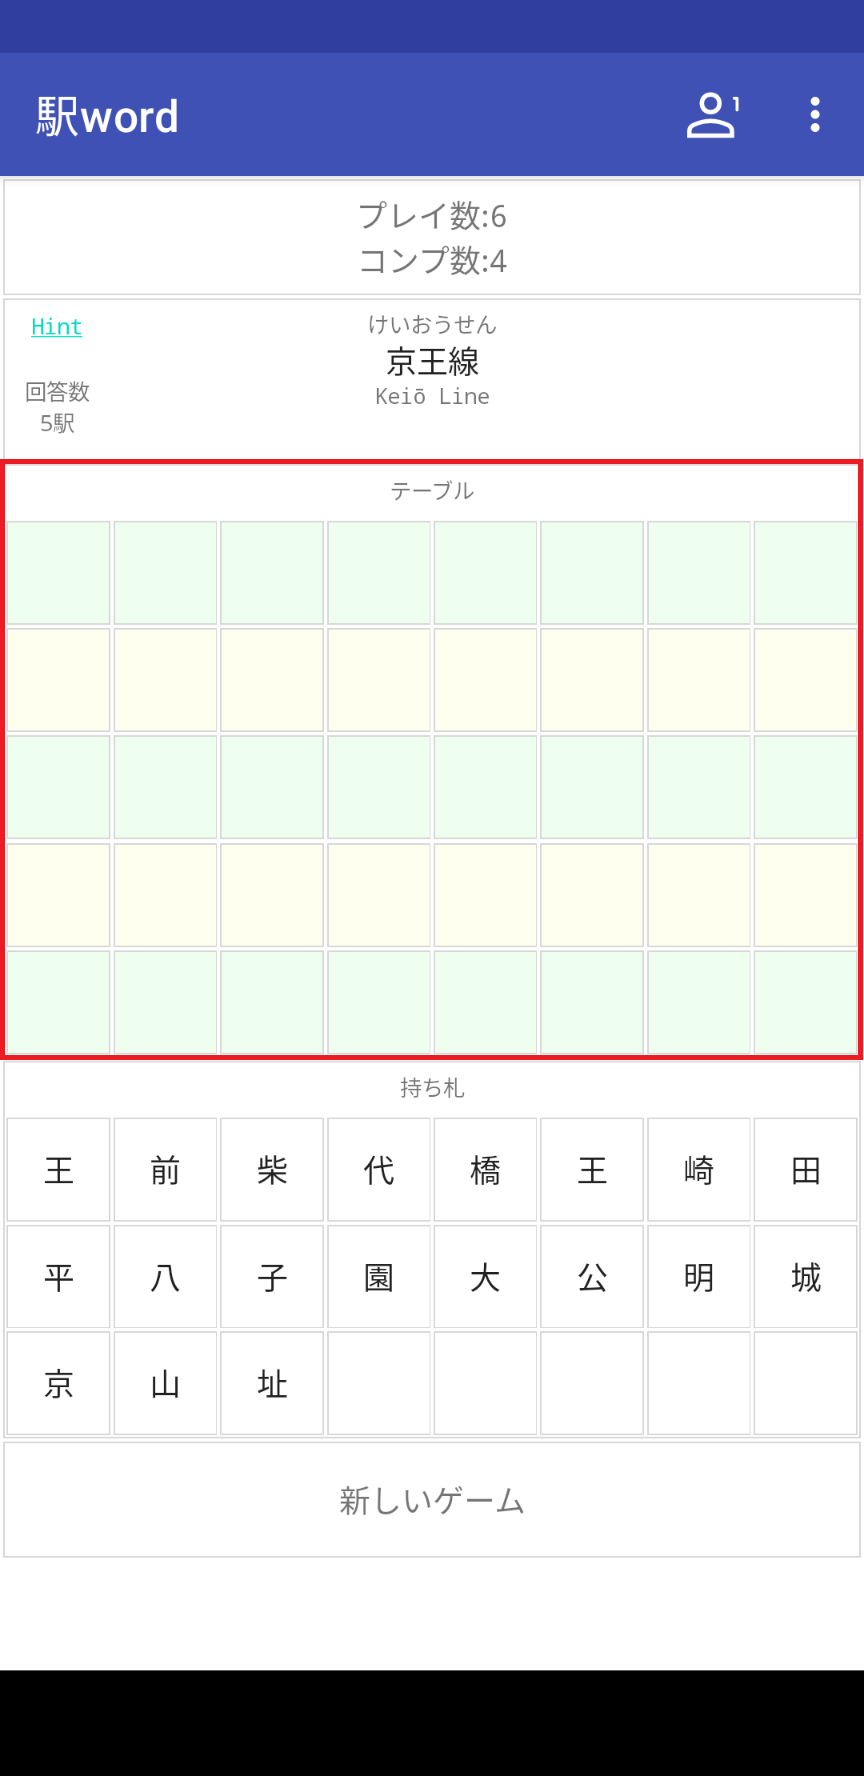 駅word
1
プレイ数:6
コンプ数:4
Hint
けいおうせん
京王線
Keiō Line
回答数
5駅
テーブル
持ち札
王 前 柴 代 橋 王 崎 田
平 八 子 園 大 公 明 城
京 山 址
新しいゲーム